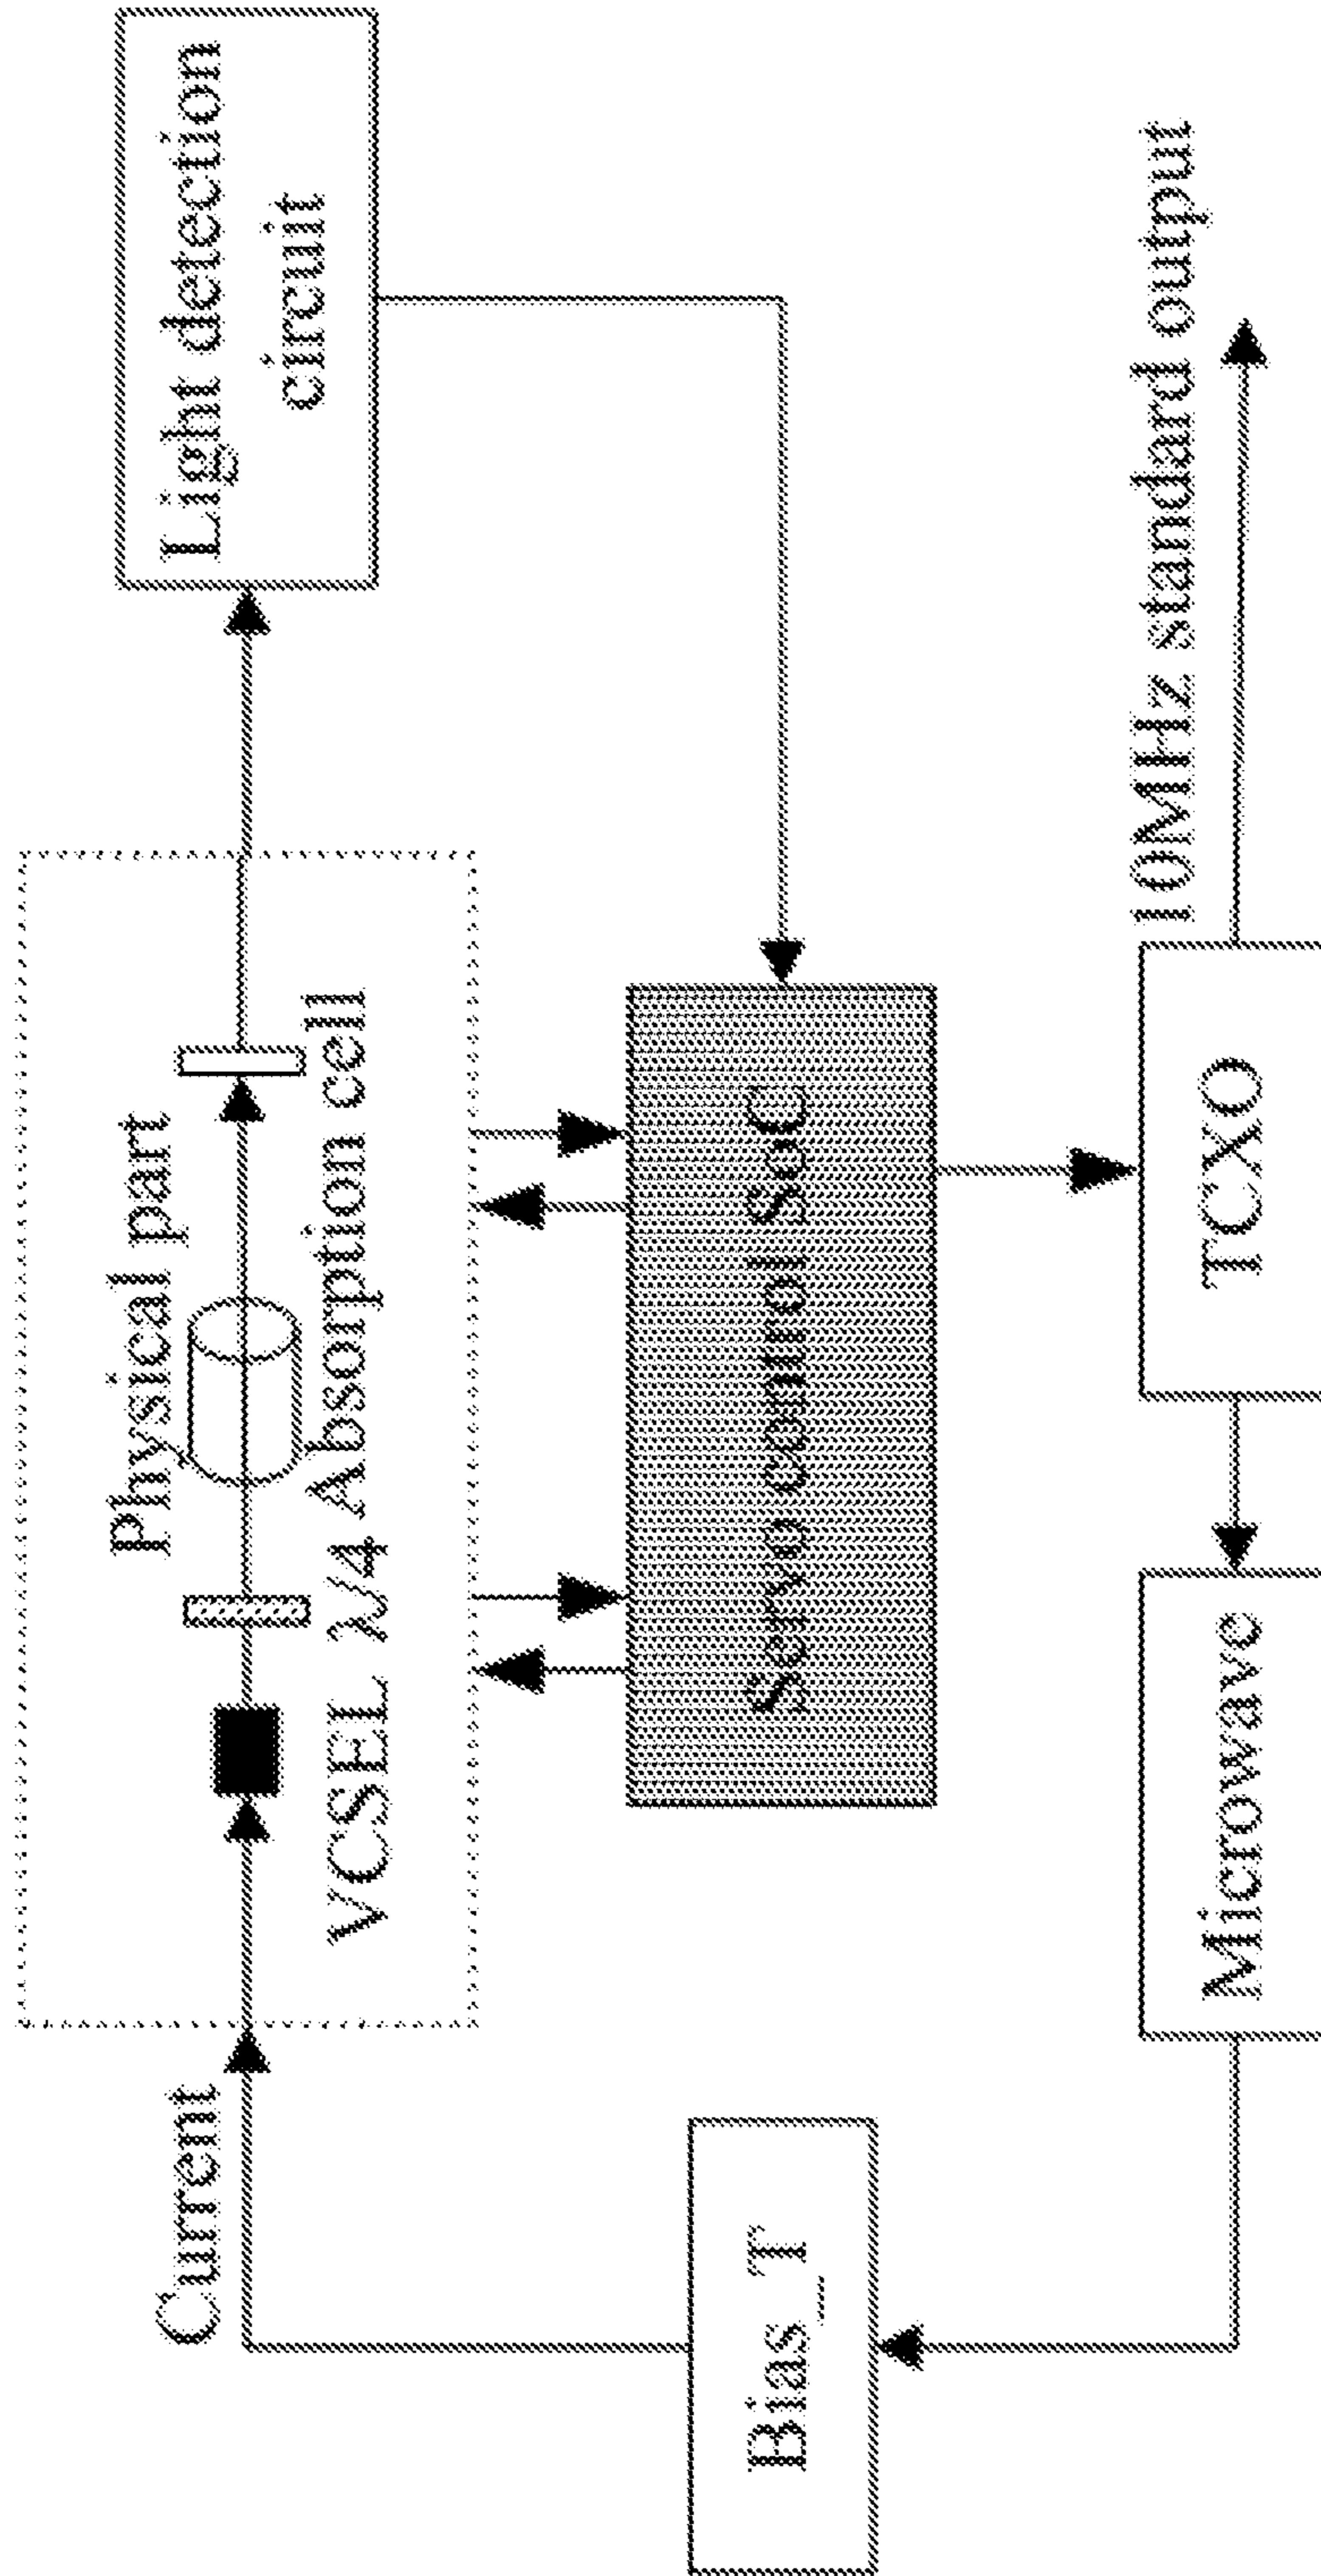 Current
Physical part
VCSEL λ/4 Absorption cell
Light detection
circuit
Bias_T
Servo control SoC
Microwave
TCXO
10MHz standard output